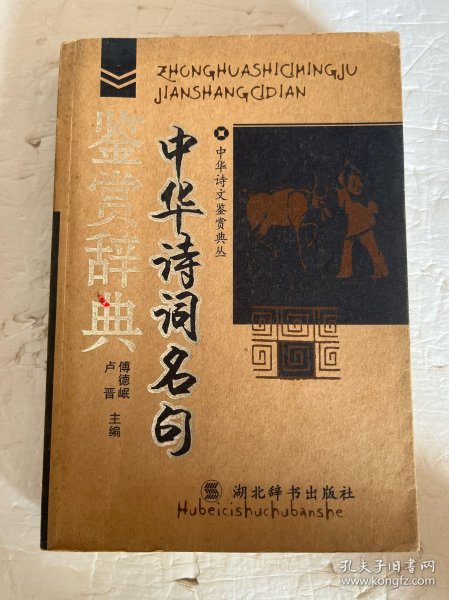 ZHONGHUASHICIMINGJU
JIANSHANGCIDIAN
中华诗文鉴赏典丛
中华诗词名句
鉴赏辞典
傅德岷
卢晋
主编
湖北辞书出版社
Hubeicishuchubanshe
孔夫子旧书网
www.kongfz.com